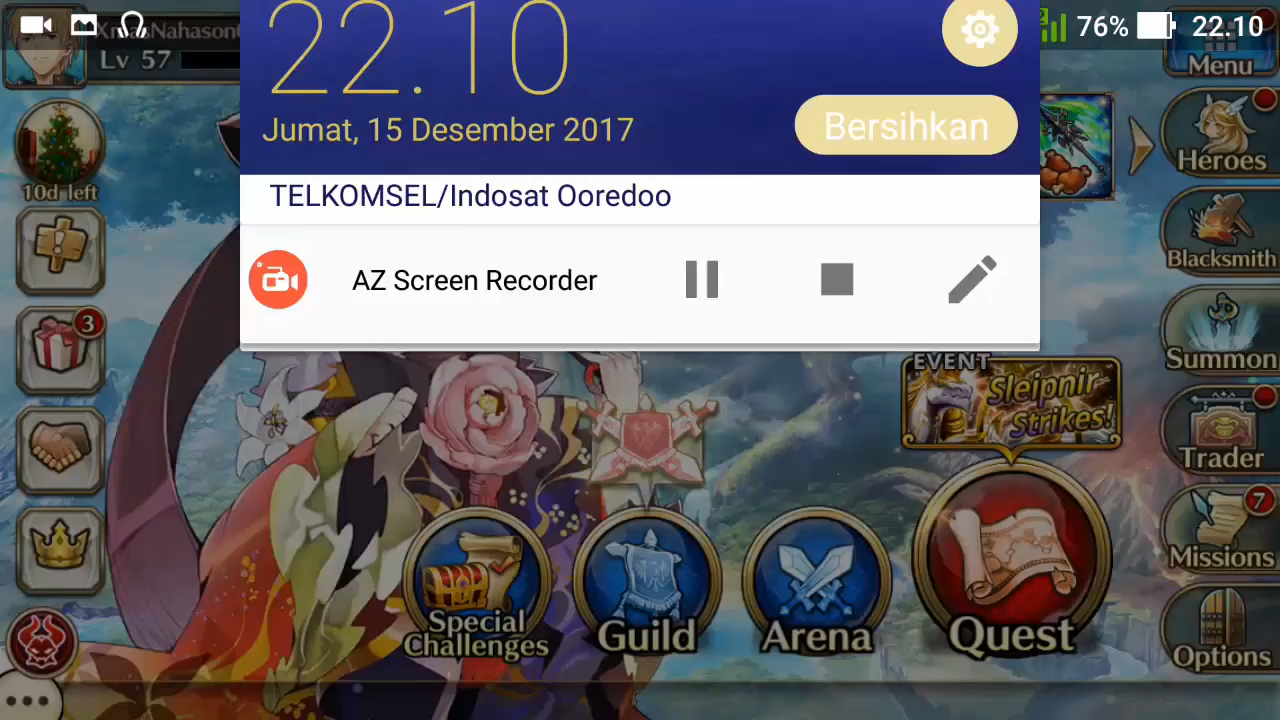 22.10
76% 22.10
Lv 57
Menu
Jumat, 15 Desember 2017
Bersihkan
10d left
Heroes
TELKOMSEL/Indosat Ooredoo
Blacksmith
AZ Screen Recorder
3
Summon
EVENT
Sleipnir
Strikes!
Trader
7
Missions
Special
Challenges
Guild
Arena
Quest
Options